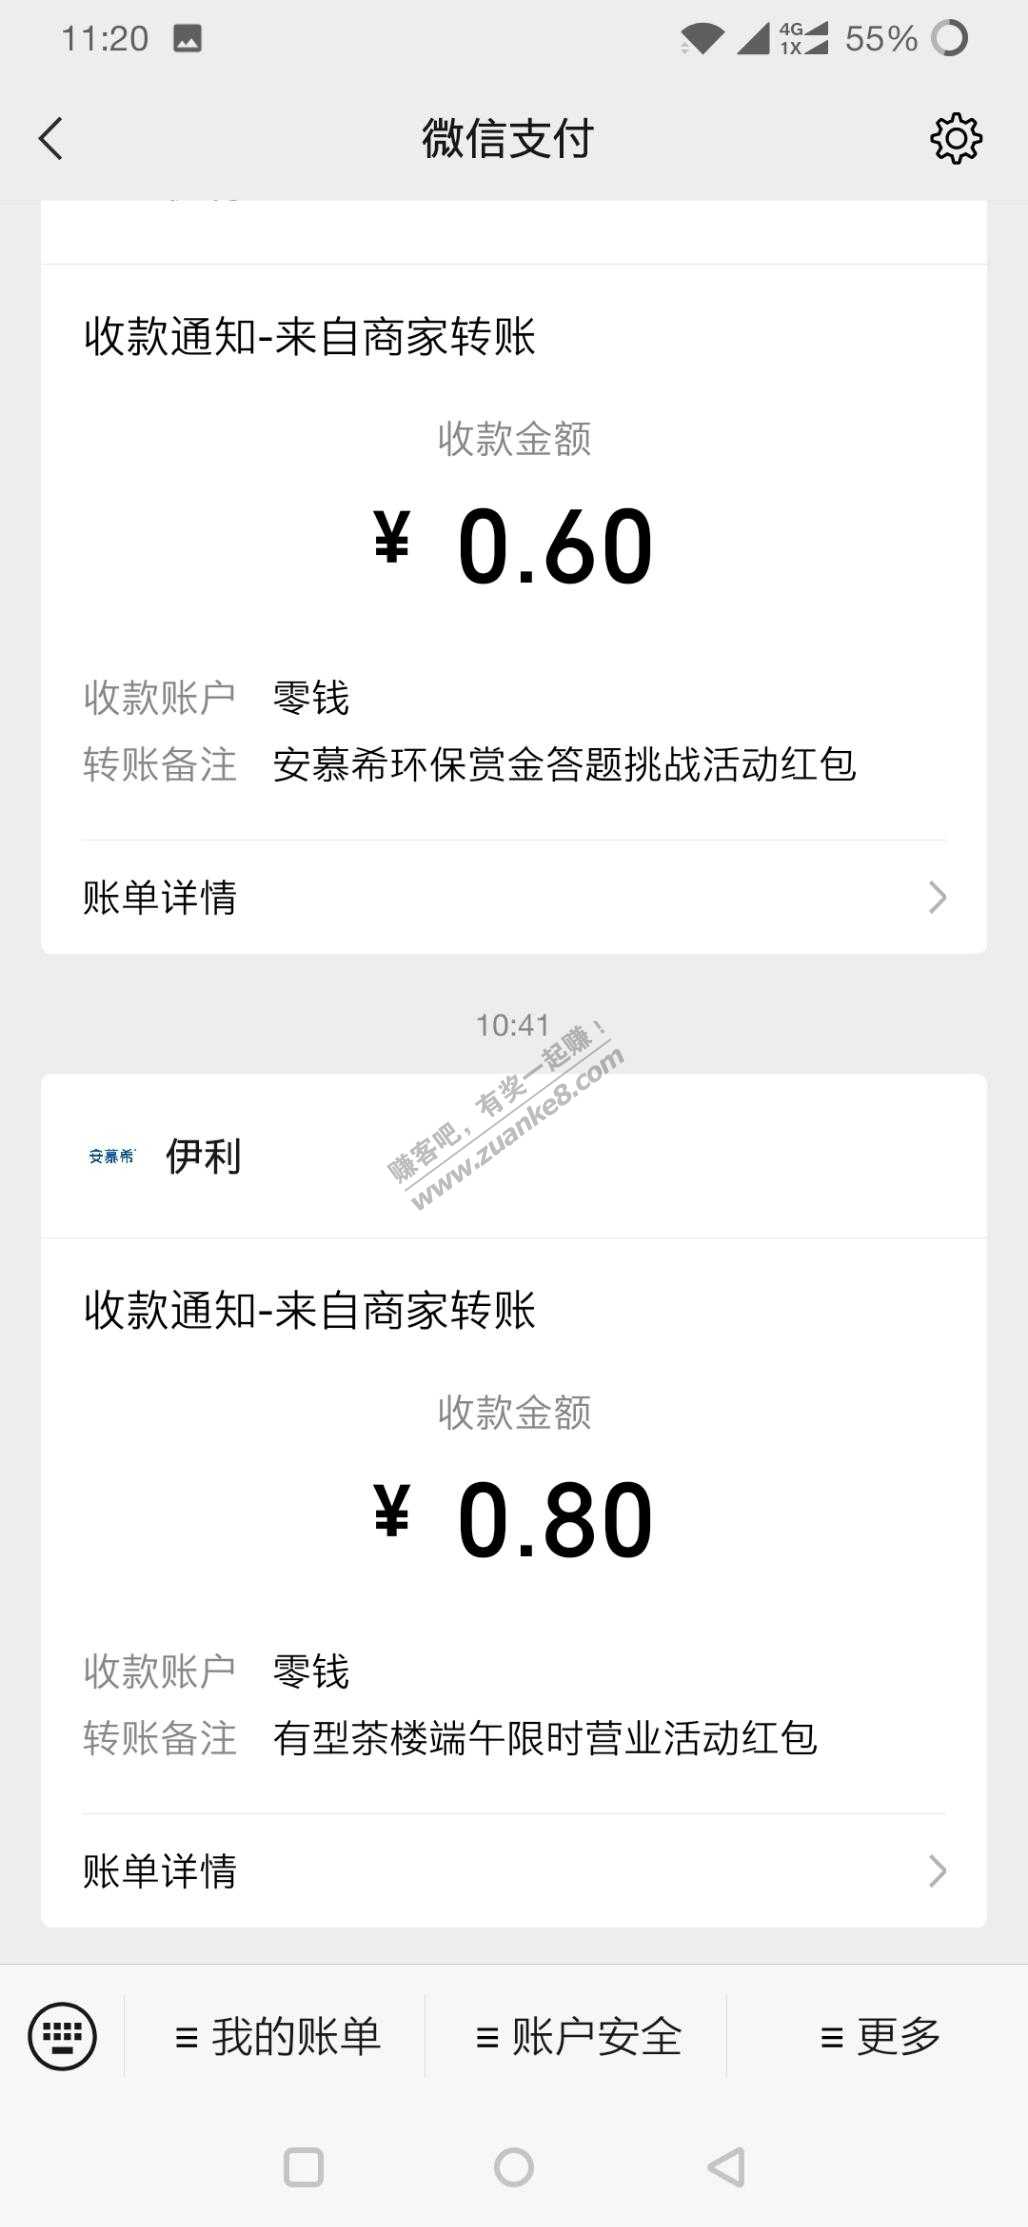 11:20
4G
1X
55%
微信支付
收款通知-来自商家转账
收款金额
¥ 0.60
收款账户 零钱
转账备注 安慕希环保赏金答题挑战活动红包
账单详情
10:41
赚客吧，有奖一起赚！
www.zuanke8.com
安慕希 伊利
收款通知-来自商家转账
收款金额
¥ 0.80
收款账户 零钱
转账备注 有型茶楼端午限时营业活动红包
账单详情
我的账单
账户安全
更多